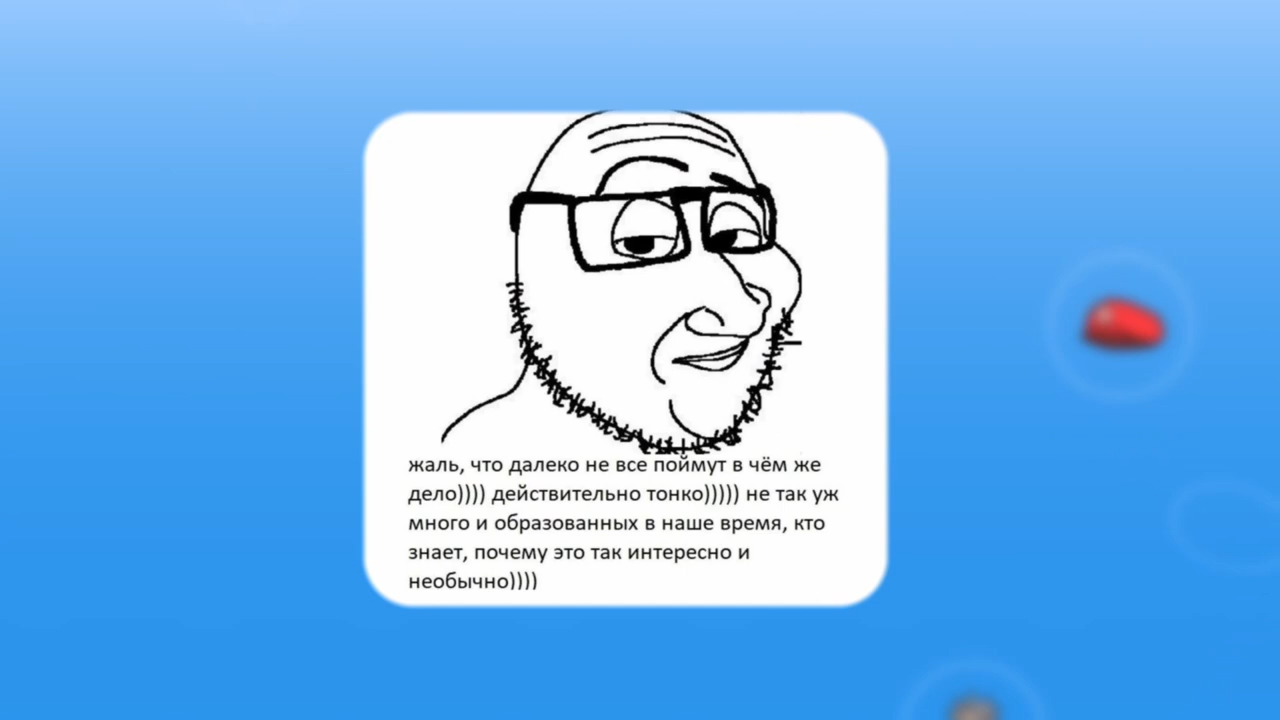 жаль, что далеко не все поймут в чём же
дело)))) действительно тонко))))) не так уж
много и образованных в наше время, кто
знает, почему это так интересно и
необычно))))